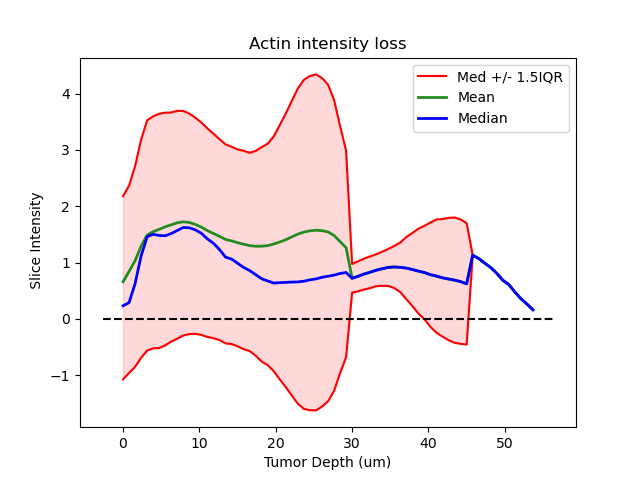 Actin intensity loss
Med +/- 1.5IQR
Mean
Median
Slice Intensity
4
3
2
1
0
−1
0 10 20 30 40 50
Tumor Depth (um)